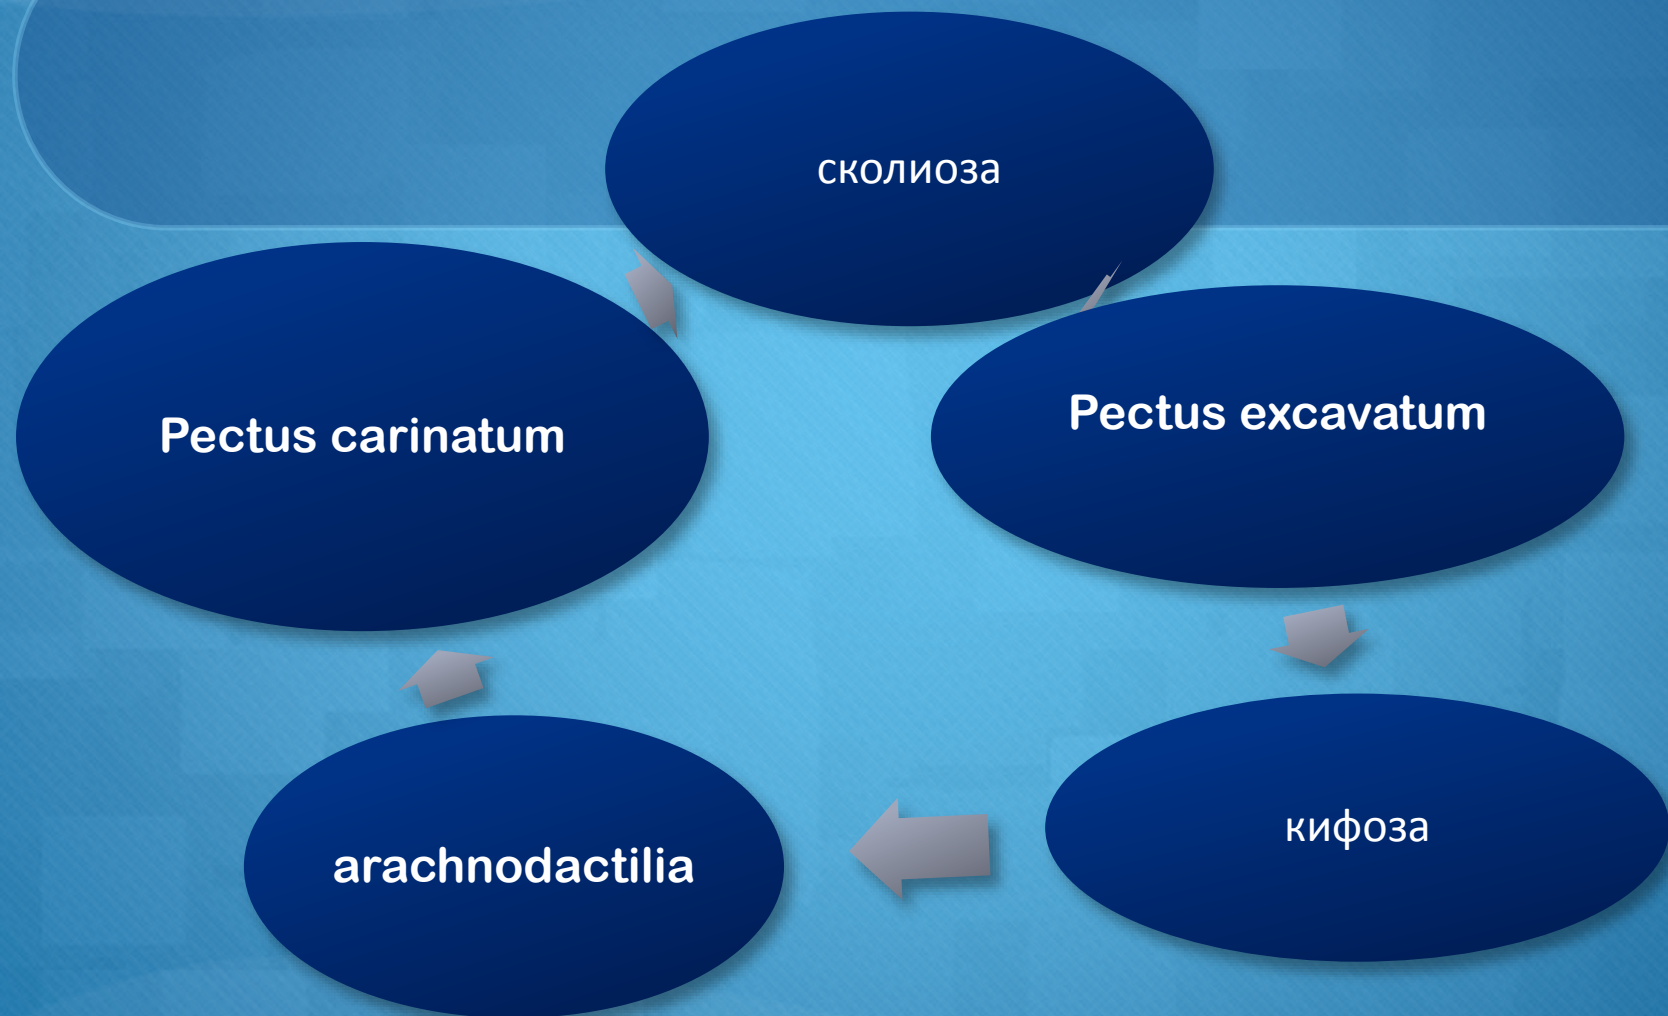 сколиоза
Pectus excavatum
кифоза
arachnodactilia
Pectus carinatum